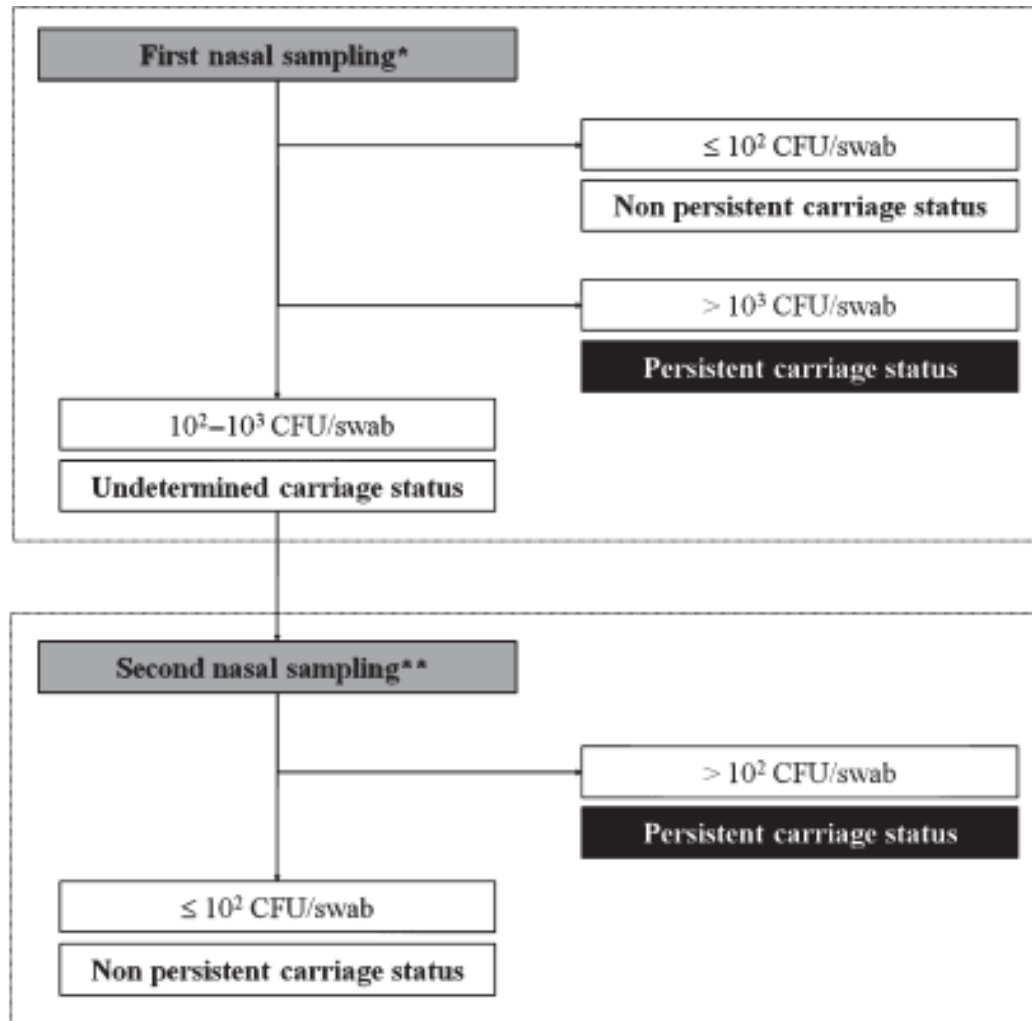 First nasal sampling*
≤ 10² CFU/swab
Non persistent carriage status
> 10³ CFU/swab
Persistent carriage status
10²–10³ CFU/swab
Undetermined carriage status
Second nasal sampling**
> 10² CFU/swab
Persistent carriage status
≤ 10² CFU/swab
Non persistent carriage status